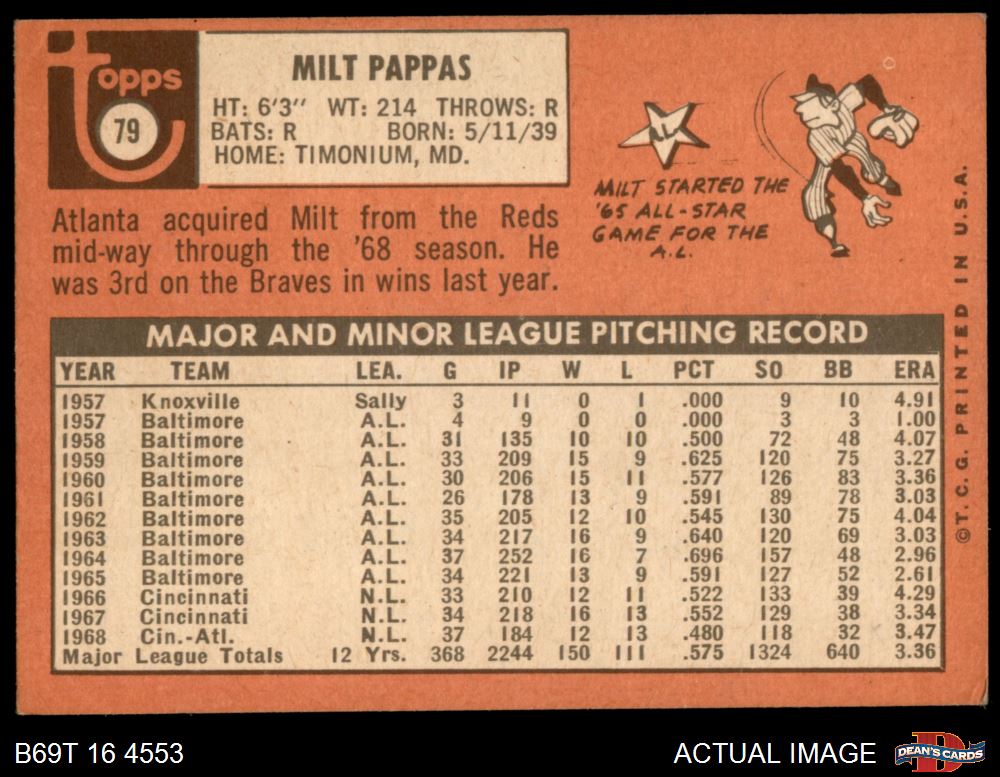 Topps
79
MILT PAPPAS
HT: 6'3" WT: 214 THROWS: R
BATS: R BORN: 5/11/39
HOME: TIMONIUM, MD.
Atlanta acquired Milt from the Reds
mid-way through the '68 season. He
was 3rd on the Braves in wins last year.
MILT STARTED THE
'65 ALL-STAR
GAME FOR THE
A.L.
MAJOR AND MINOR LEAGUE PITCHING RECORD
YEAR TEAM LEA. G IP W L PCT SO BB ERA
1957 Knoxville Sally 3 11 0 1 .000 9 10 4.91
1957 Baltimore A.L. 4 9 0 0 .000 3 3 1.00
1958 Baltimore A.L. 31 135 10 10 .500 72 48 4.07
1959 Baltimore A.L. 33 209 15 9 .625 120 75 3.27
1960 Baltimore A.L. 30 206 15 11 .577 126 83 3.36
1961 Baltimore A.L. 26 178 13 9 .591 89 78 3.03
1962 Baltimore A.L. 35 205 12 10 .545 130 75 4.04
1963 Baltimore A.L. 34 217 16 9 .640 120 69 3.03
1964 Baltimore A.L. 37 252 16 7 .696 157 48 2.96
1965 Baltimore A.L. 34 221 13 9 .591 127 52 2.61
1966 Cincinnati N.L. 33 210 12 11 .522 133 39 4.29
1967 Cincinnati N.L. 34 218 16 13 .552 129 38 3.34
1968 Cin.-Atl. N.L. 37 184 12 13 .480 118 32 3.47
Major League Totals 12 Yrs. 368 2244 150 111 .575 1324 640 3.36
©T. C. G. PRINTED IN U.S.A.
B69T 16 4553
ACTUAL IMAGE
DEAN'S CARDS